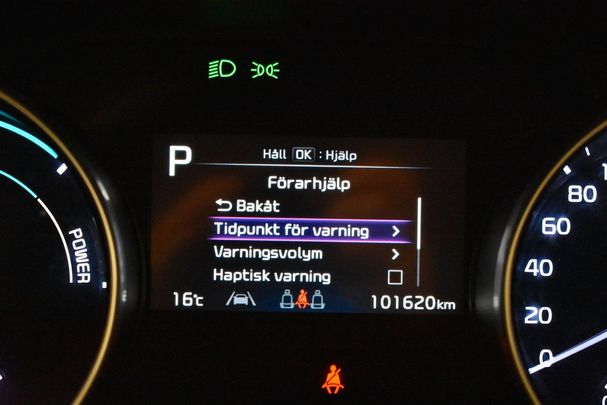 P
Håll OK : Hjälp
Förarhjälp
Bakåt
Tidpunkt för varning
Varningsvolym
Haptisk varning
16°C
101620km
POWER
80
60
40
20
0